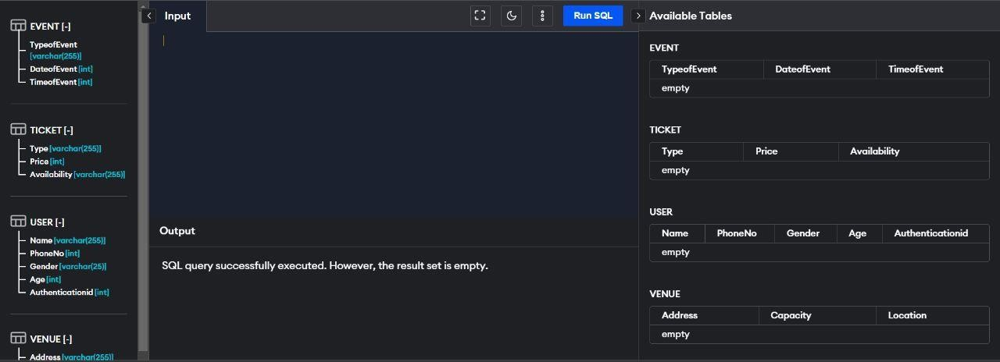 EVENT [-]
TypeofEvent
[varchar(255)]
DateofEvent [int]
TimeofEvent [int]
TICKET [-]
Type [varchar(255)]
Price [int]
Availability [varchar(255)]
USER [-]
Name [varchar(255)]
PhoneNo [int]
Gender [varchar(25)]
Age [int]
Authenticationid [int]
VENUE [-]
Address [varchar(255)]
Input
Run SQL
Output
SQL query successfully executed. However, the result set is empty.
Available Tables
EVENT
TypeofEvent DateofEvent TimeofEvent
empty
TICKET
Type Price Availability
empty
USER
Name PhoneNo Gender Age Authenticationid
empty
VENUE
Address Capacity Location
empty